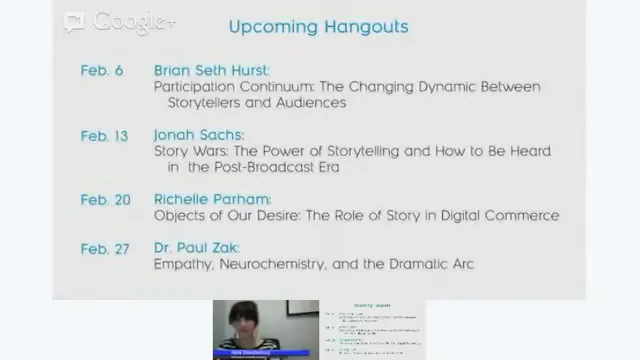 Google+
Upcoming Hangouts
Feb. 6
Brian Seth Hurst:
Participation Continuum: The Changing Dynamic Between
Storytellers and Audiences
Feb. 13
Jonah Sachs:
Story Wars: The Power of Storytelling and How to Be Heard
in the Post-Broadcast Era
Feb. 20
Richelle Parham:
Objects of Our Desire: The Role of Story in Digital Commerce
Feb. 27
Dr. Paul Zak:
Empathy, Neurochemistry, and the Dramatic Arc
Upcoming Hangouts